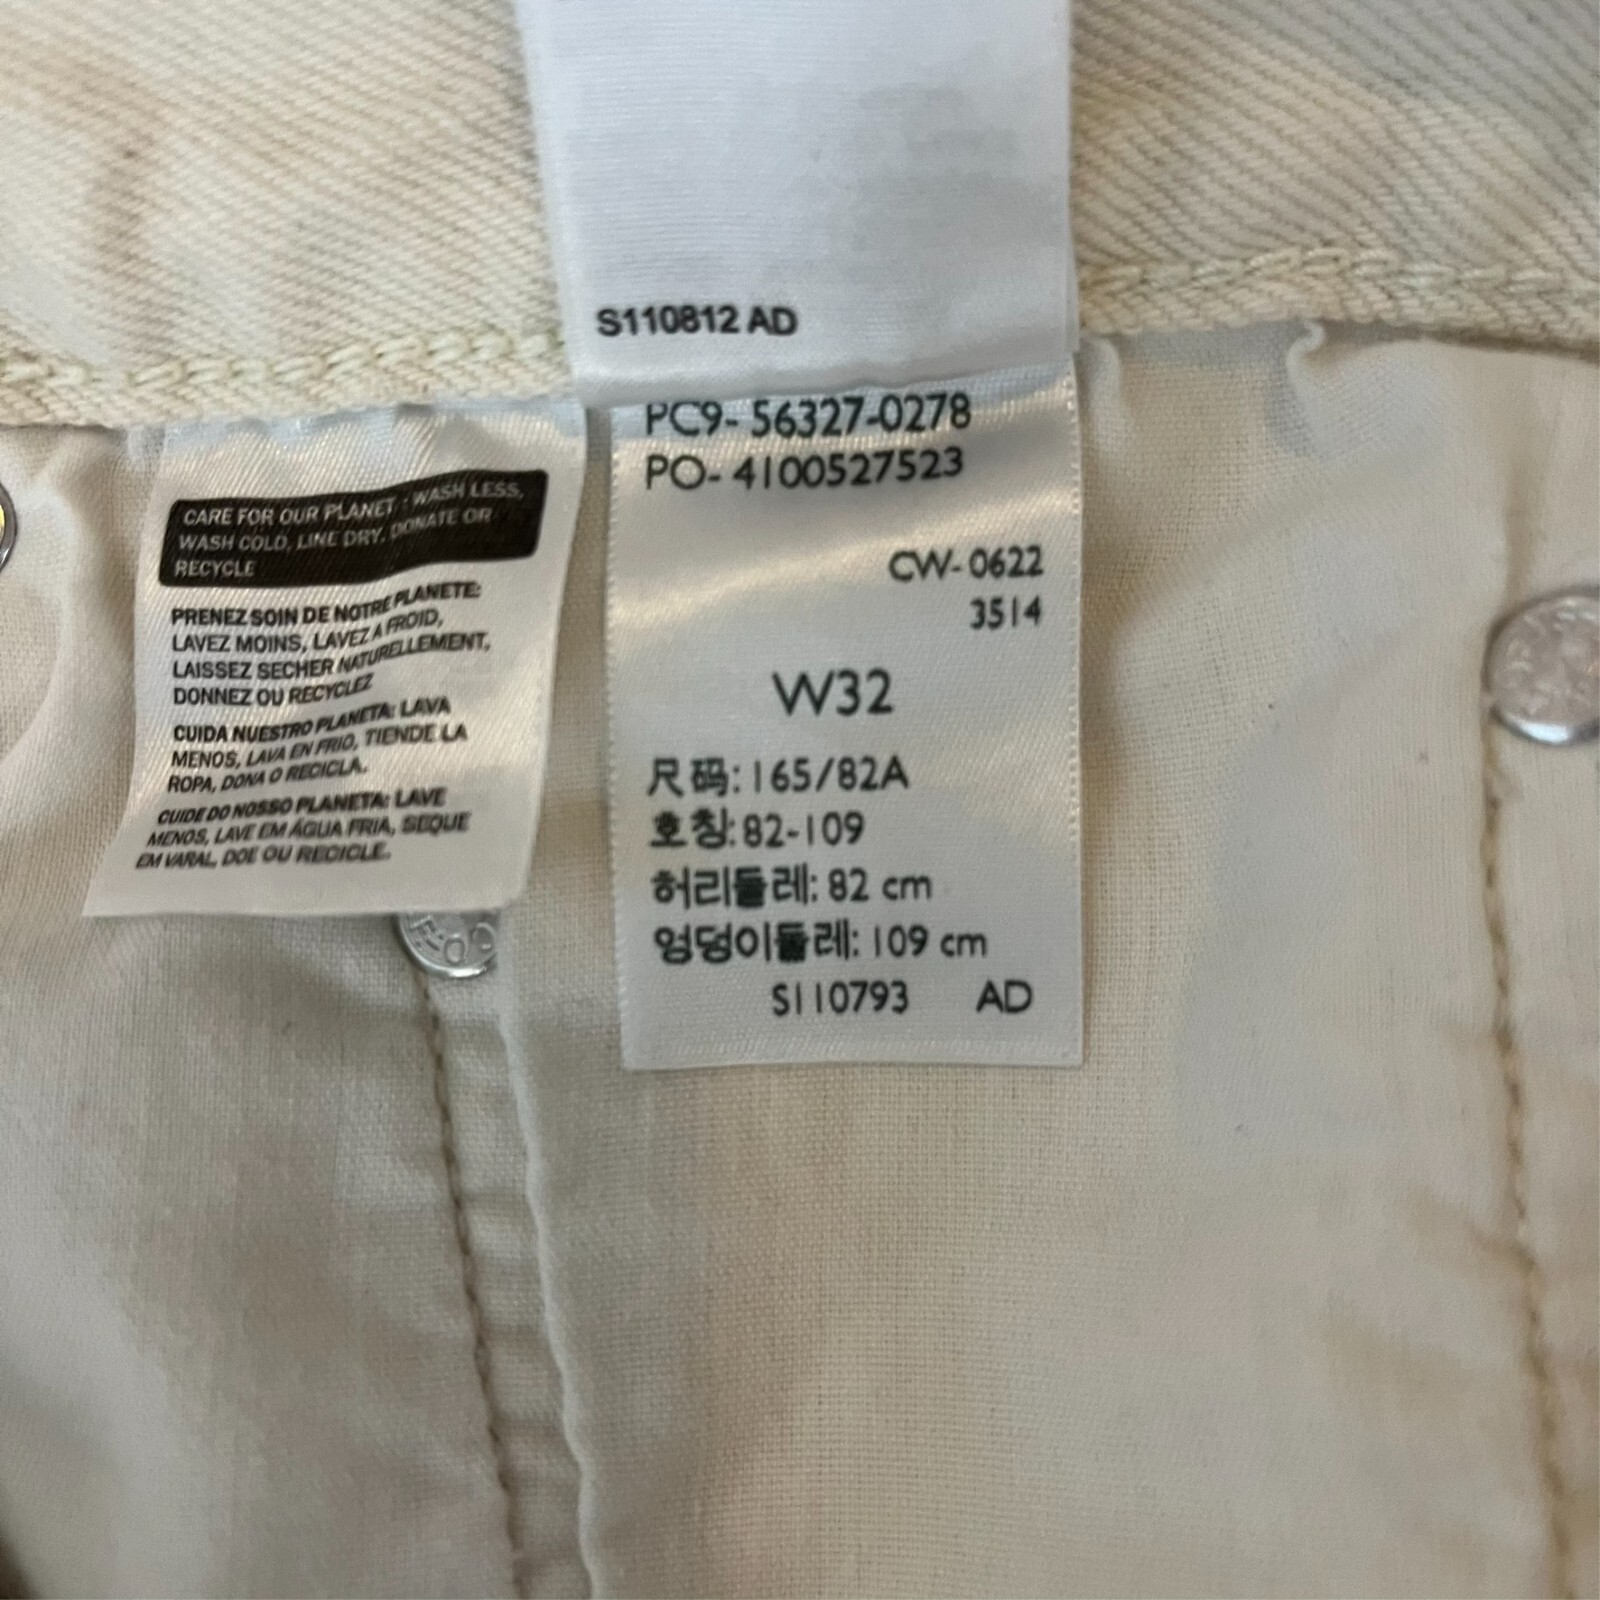 S110812 AD
CARE FOR OUR PLANET : WASH LESS,
WASH COLD, LINE DRY, DONATE OR
RECYCLE
PRENEZ SOIN DE NOTRE PLANETE:
LAVEZ MOINS, LAVEZ A FROID,
LAISSEZ SECHER NATURELLEMENT,
DONNEZ OU RECYCLEZ
CUIDA NUESTRO PLANETA: LAVA
MENOS, LAVA EN FRIO, TIENDE LA
ROPA, DONA O RECICLA.
CUIDE DO NOSSO PLANETA: LAVE
MENOS, LAVE EM ÁGUA FRIA, SEQUE
EM VARAL, DOE OU RECICLE.
PC9- 56327-0278
PO- 4100527523
CW- 0622
3514
W32
尺码: 165/82A
호칭: 82-109
허리둘레: 82 cm
엉덩이둘레: 109 cm
S110793 AD